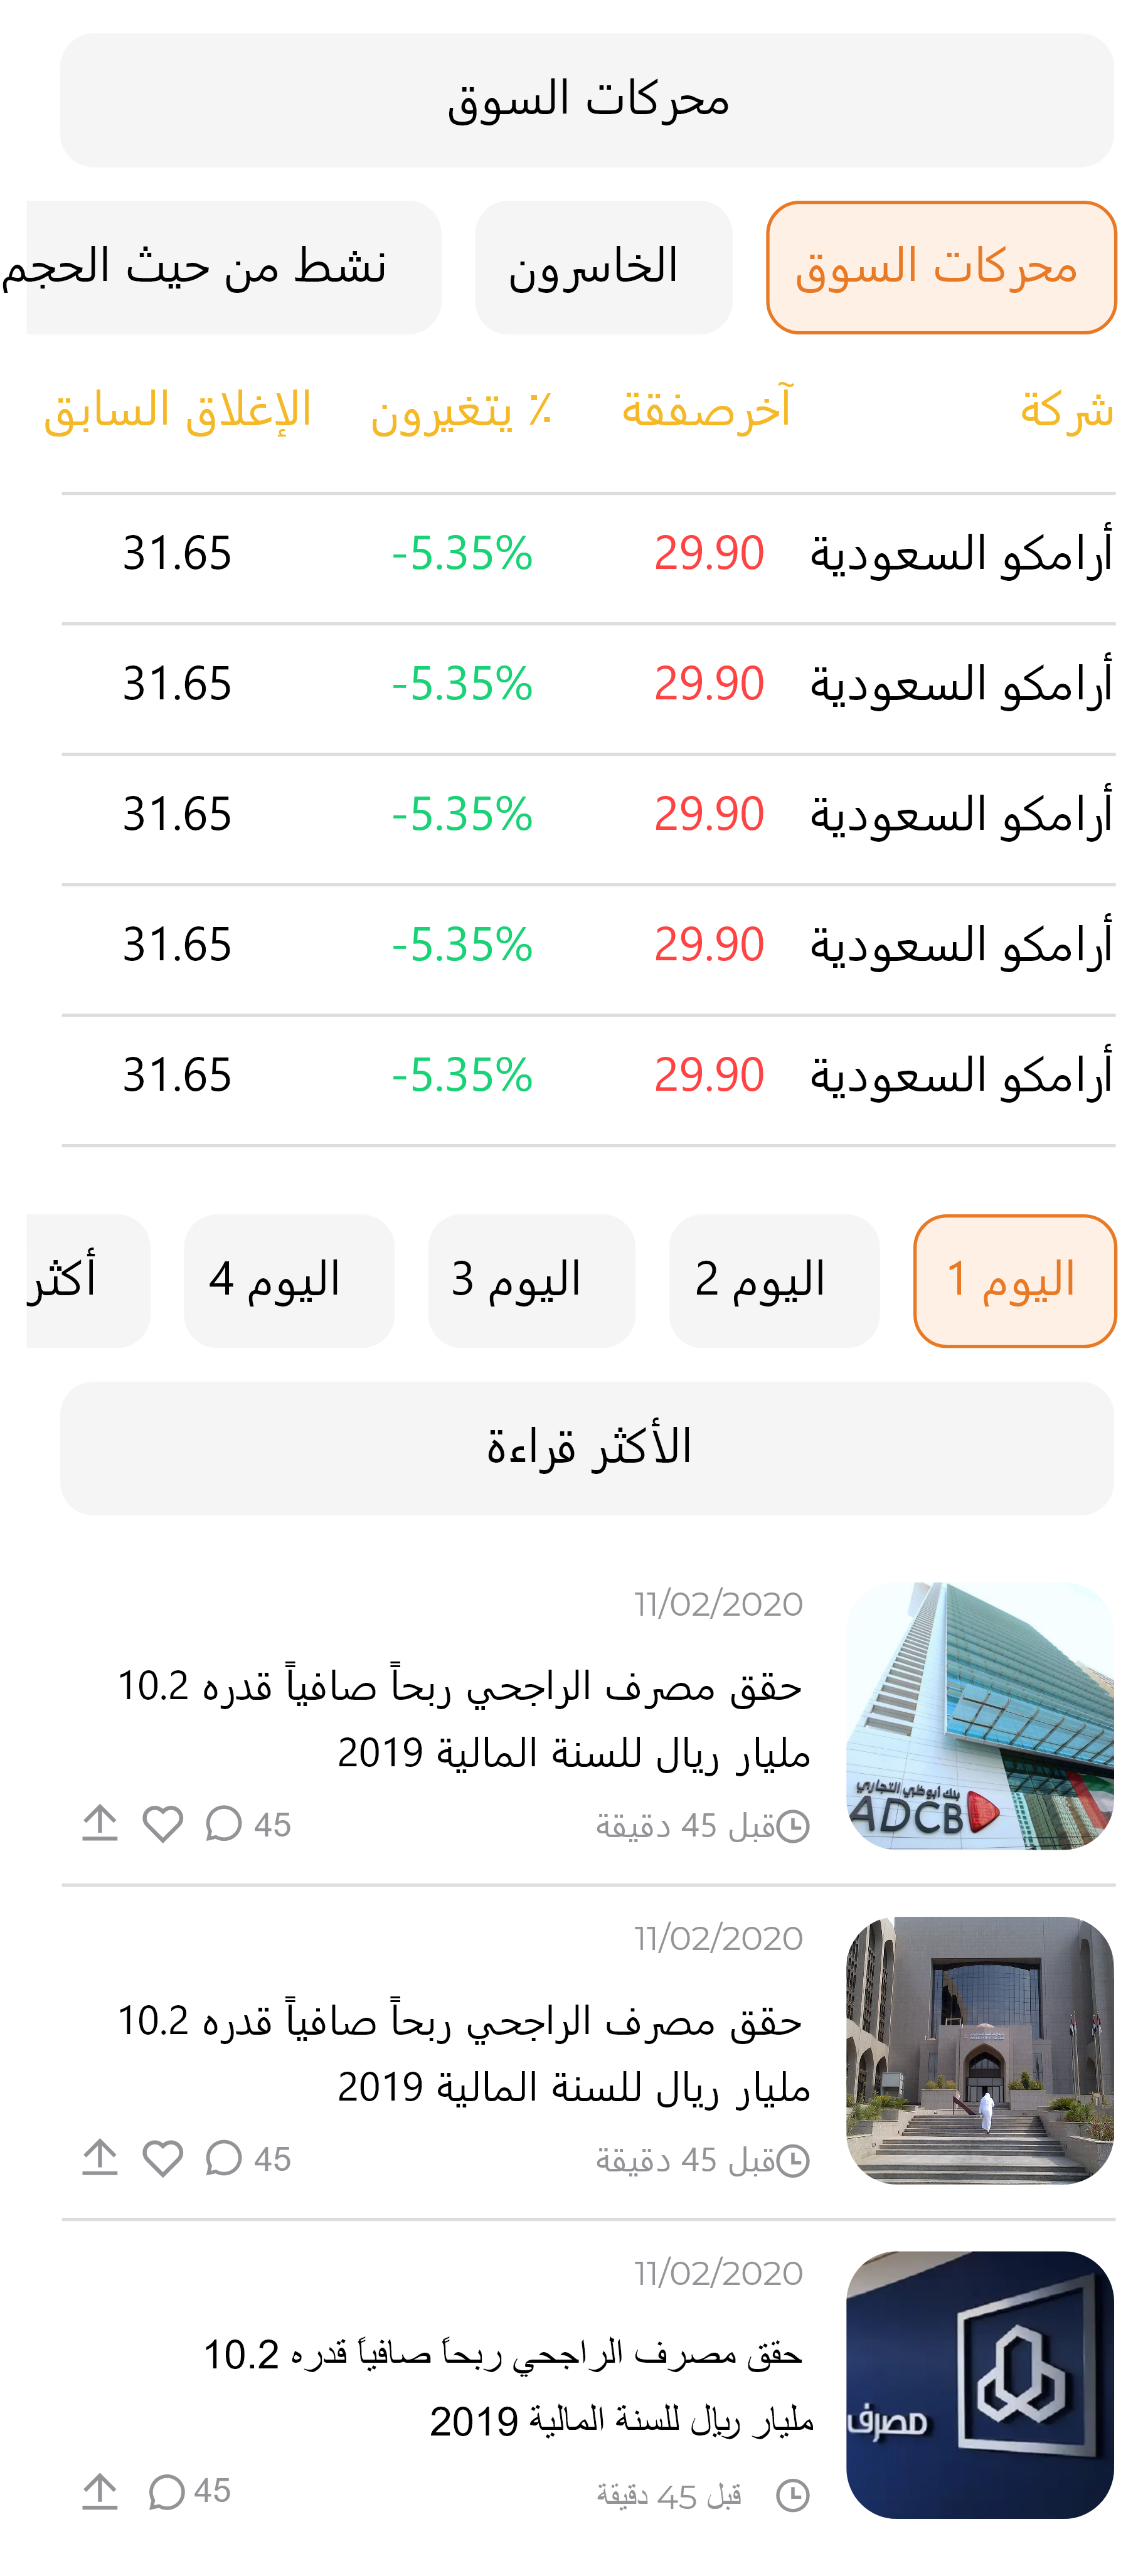 محركات السوق
محركات السوق
الخاسرون
نشط من حيث الحجم
شركة
آخرصفقة
٪ يتغيرون
الإغلاق السابق
أرامكو السعودية 29.90 -5.35% 31.65
أرامكو السعودية 29.90 -5.35% 31.65
أرامكو السعودية 29.90 -5.35% 31.65
أرامكو السعودية 29.90 -5.35% 31.65
أرامكو السعودية 29.90 -5.35% 31.65
اليوم 1
اليوم 2
اليوم 3
اليوم 4
أكثر
الأكثر قراءة
11/02/2020
حقق مصرف الراجحي ربحاً صافياً قدره 10.2
مليار ريال للسنة المالية 2019
قبل 45 دقيقة
45
بنك أبوظبي التجاري
ADCB
11/02/2020
حقق مصرف الراجحي ربحاً صافياً قدره 10.2
مليار ريال للسنة المالية 2019
قبل 45 دقيقة
45
11/02/2020
حقق مصرف الراجحي ربحاً صافياً قدره 10.2
مليار ريال للسنة المالية 2019
قبل 45 دقيقة
45
مصرف